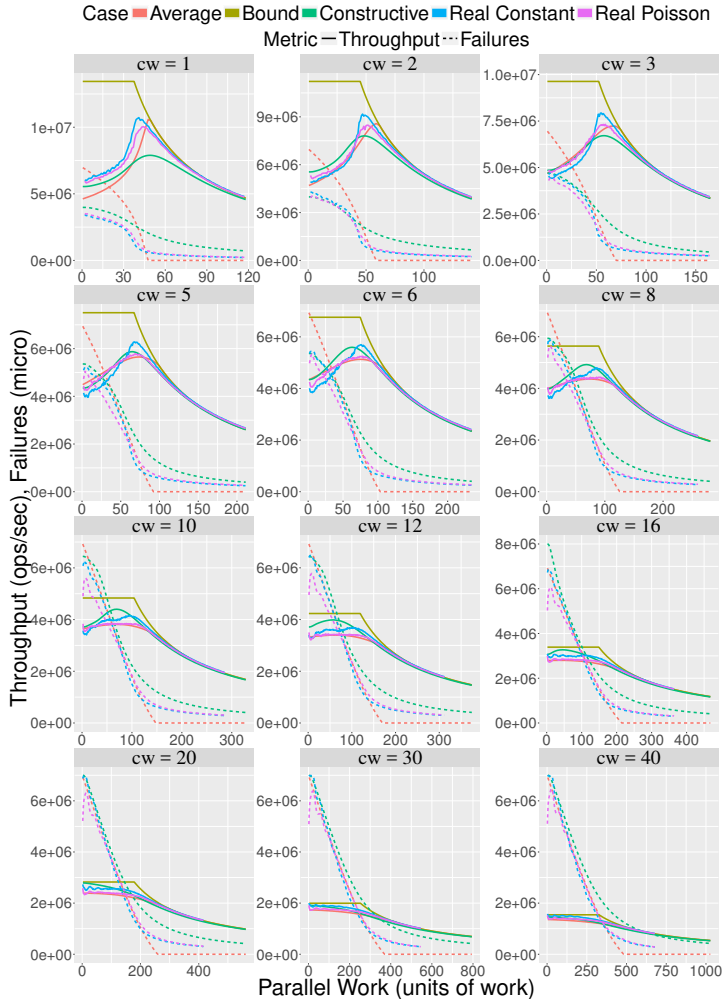 Case Average Bound Constructive Real Constant Real Poisson
Metric Throughput Failures
Throughput (ops/sec), Failures (micro)
cw = 1 cw = 2 cw = 3
1e+07
5e+06
0e+00
0 30 60 90 120
9e+06
6e+06
3e+06
0e+00
0 50 100
1.0e+07
7.5e+06
5.0e+06
2.5e+06
0.0e+00
0 50 100 150
cw = 5 cw = 6 cw = 8
6e+06
4e+06
2e+06
0e+00
0 50 100 150 200
6e+06
4e+06
2e+06
0e+00
0 50 100 150 200
6e+06
4e+06
2e+06
0e+00
0 100 200
cw = 10 cw = 12 cw = 16
6e+06
4e+06
2e+06
0e+00
0 100 200 300
6e+06
4e+06
2e+06
0e+00
0 100 200 300
8e+06
6e+06
4e+06
2e+06
0e+00
0 200 400
cw = 20 cw = 30 cw = 40
6e+06
4e+06
2e+06
0e+00
0 200 400
6e+06
4e+06
2e+06
0e+00
0 200 400 600 800
6e+06
4e+06
2e+06
0e+00
0 250 500 750 1000
Parallel Work (units of work)